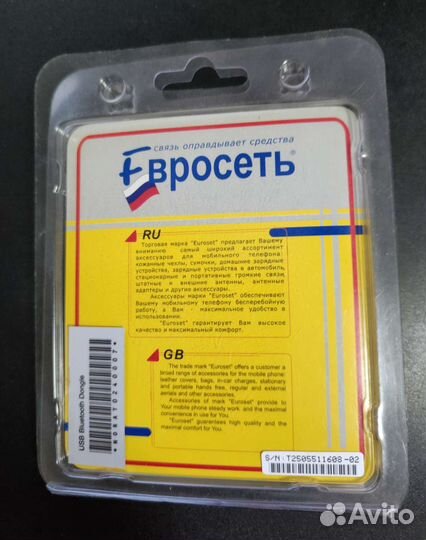 связь оправдывает средства
Евросеть®
RU
Торговая марка "Euroset" предлагает Вашему
вниманию самый широкий ассортимент
аксессуаров для мобильного телефона:
кожанные чехлы, сумочки, домашние зарядные
устройства, зарядные устройства в автомобиль,
стационарные и портативные громкие связи,
штатные и внешние антенны, антенные
адаптеры и другие аксессуары.
Аксессуары марки "Euroset" обеспечивают
Вашему мобильному телефону бесперебойную
работу, а Вам - максимальное удобство в
использовании.
"Euroset" гарантирует Вам высокое
качество и максимальный комфорт.
GB
The trade mark "Euroset" offers a customer a
broad range of accessories for the mobile phone:
leather covers, bags, in-car charges, stationary
and portable hands free, regular and external
aerials and other accessories.
Accessories of mark "Euroset" provide to
Your mobile phone steady work and the maximal
convenience in use for You.
"Euroset" guarantees high quality and the
maximal comfort for You.
USB Bluetooth Dongle
S/N:T2505511608-02
Avito